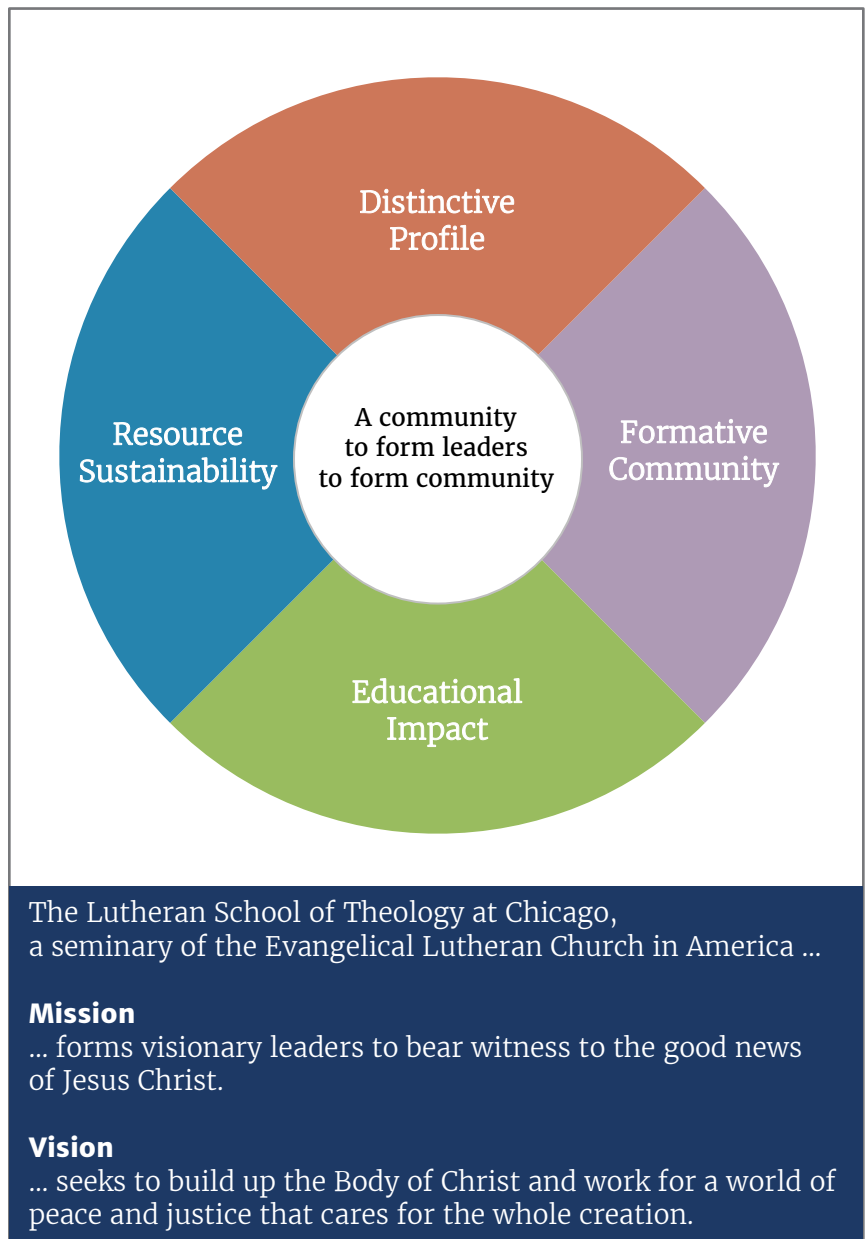 Distinctive
Profile
Resource
Sustainability
A community
to form leaders
to form community
Formative
Community
Educational
Impact
The Lutheran School of Theology at Chicago,
a seminary of the Evangelical Lutheran Church in America ...
Mission
... forms visionary leaders to bear witness to the good news
of Jesus Christ.
Vision
... seeks to build up the Body of Christ and work for a world of
peace and justice that cares for the whole creation.